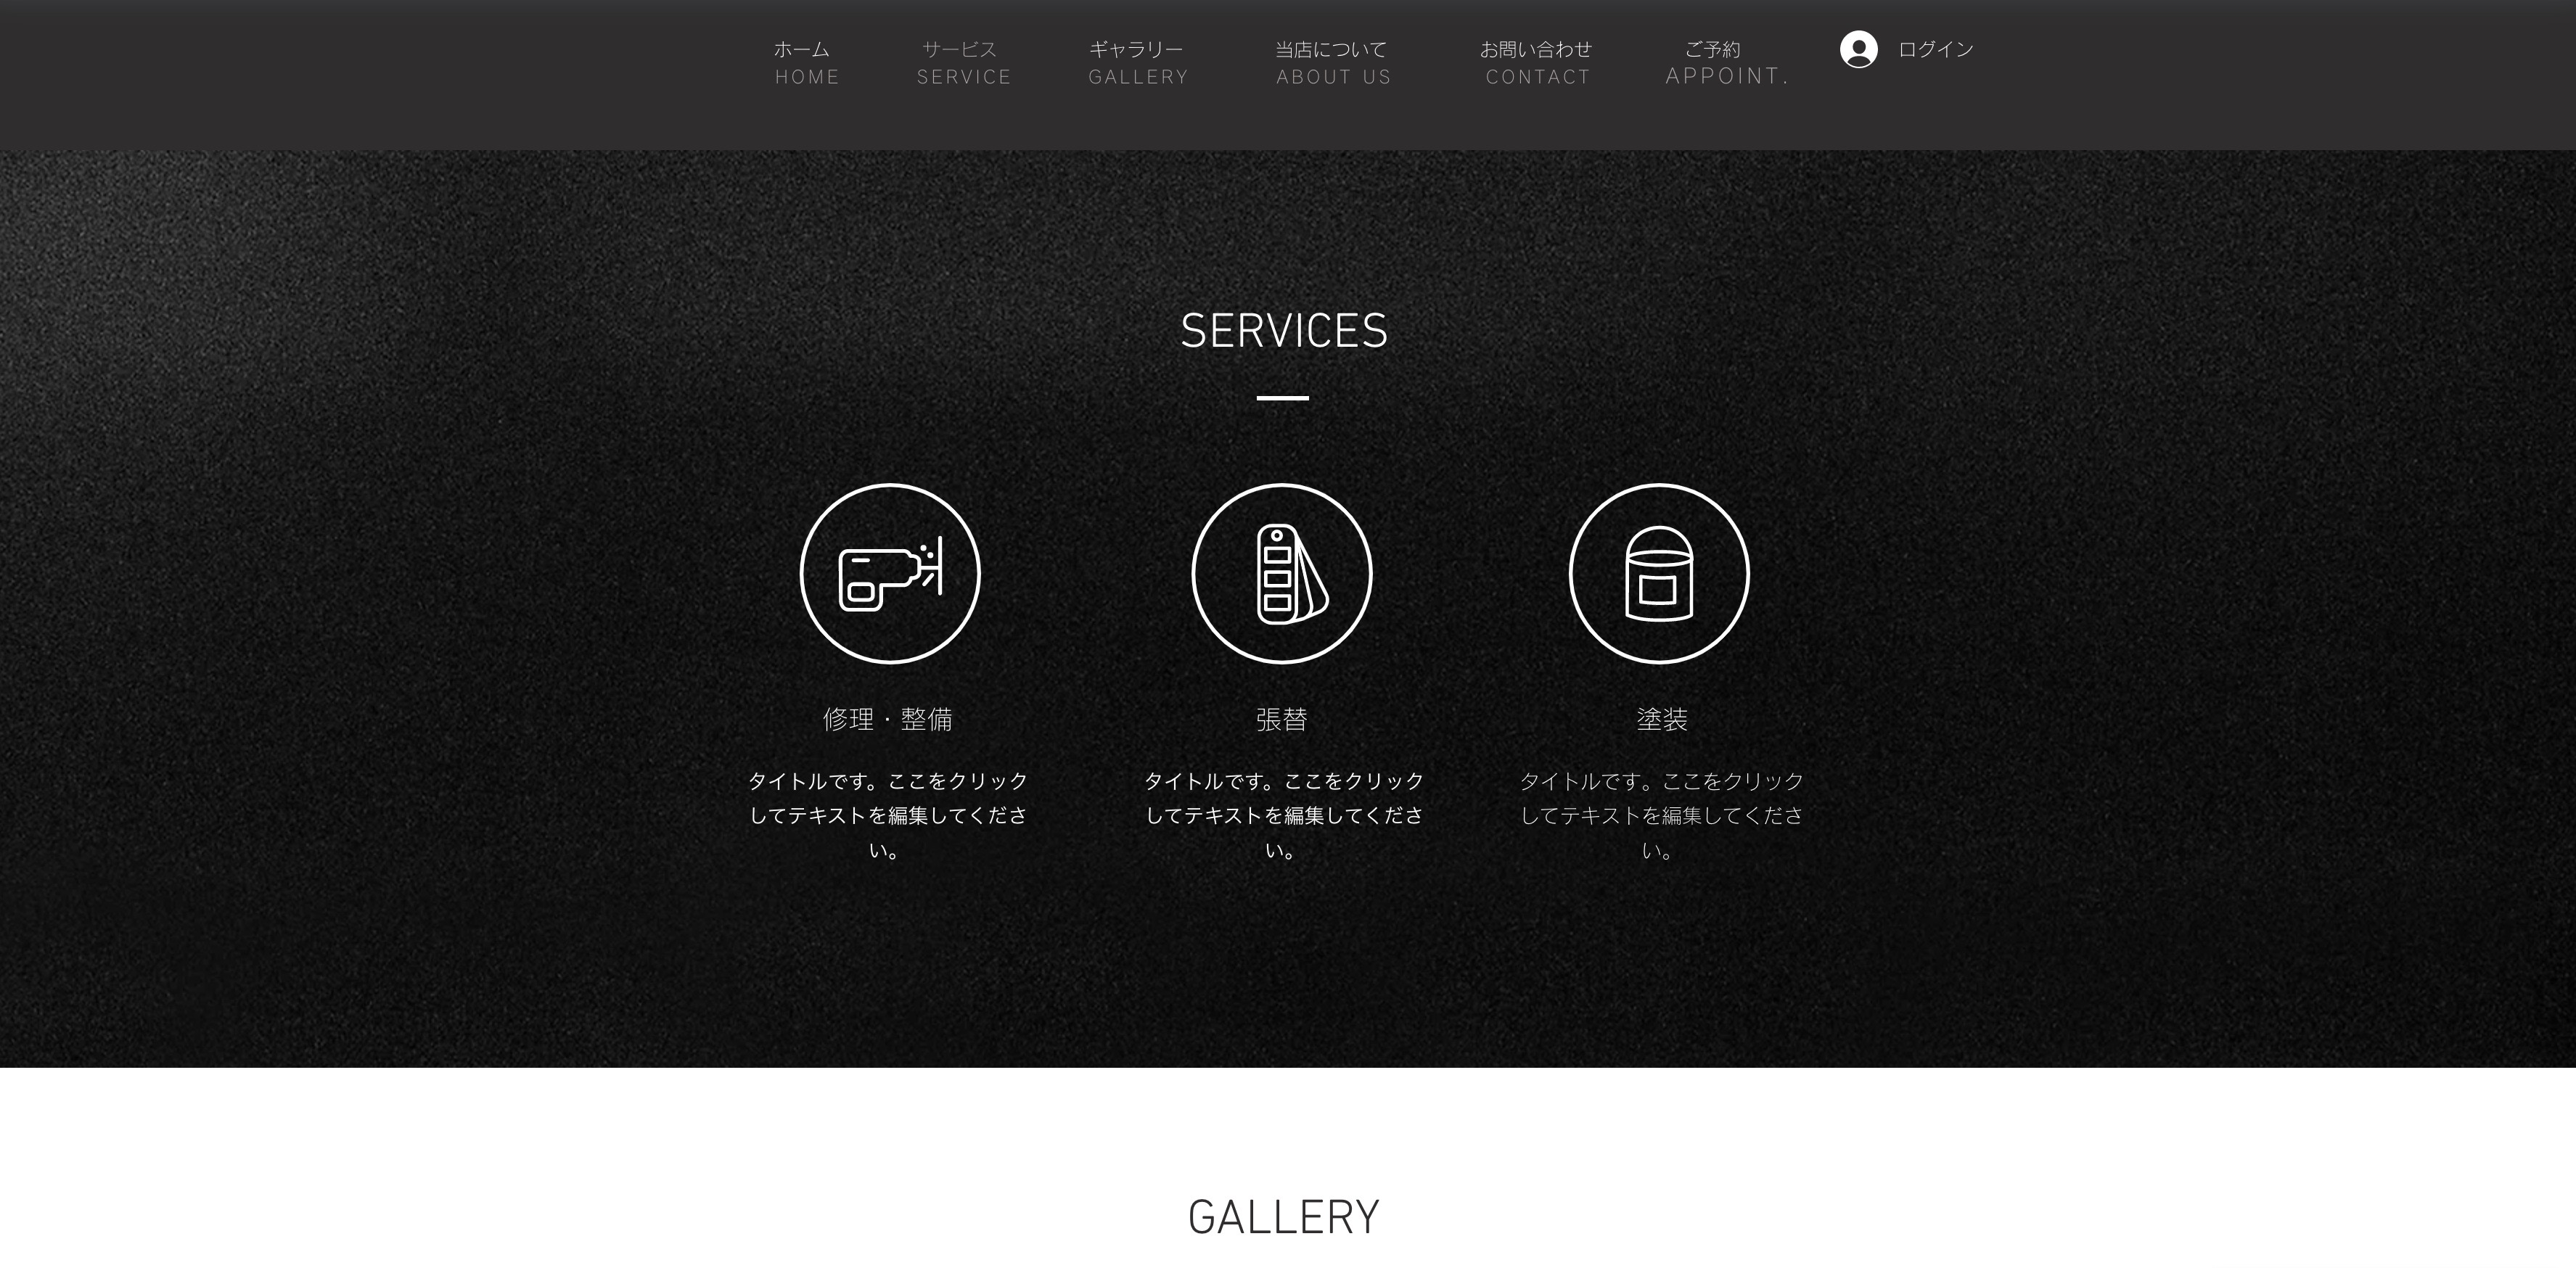 ホーム サービス ギャラリー 当店について お問い合わせ ご予約 ログイン
HOME SERVICE GALLERY ABOUT US CONTACT APPOINT.
SERVICES
修理・整備 張替 塗装
タイトルです。ここをクリック タイトルです。ここをクリック タイトルです。ここをクリック
してテキストを編集してくださ してテキストを編集してくださ してテキストを編集してくださ
い。 い。 い。
GALLERY